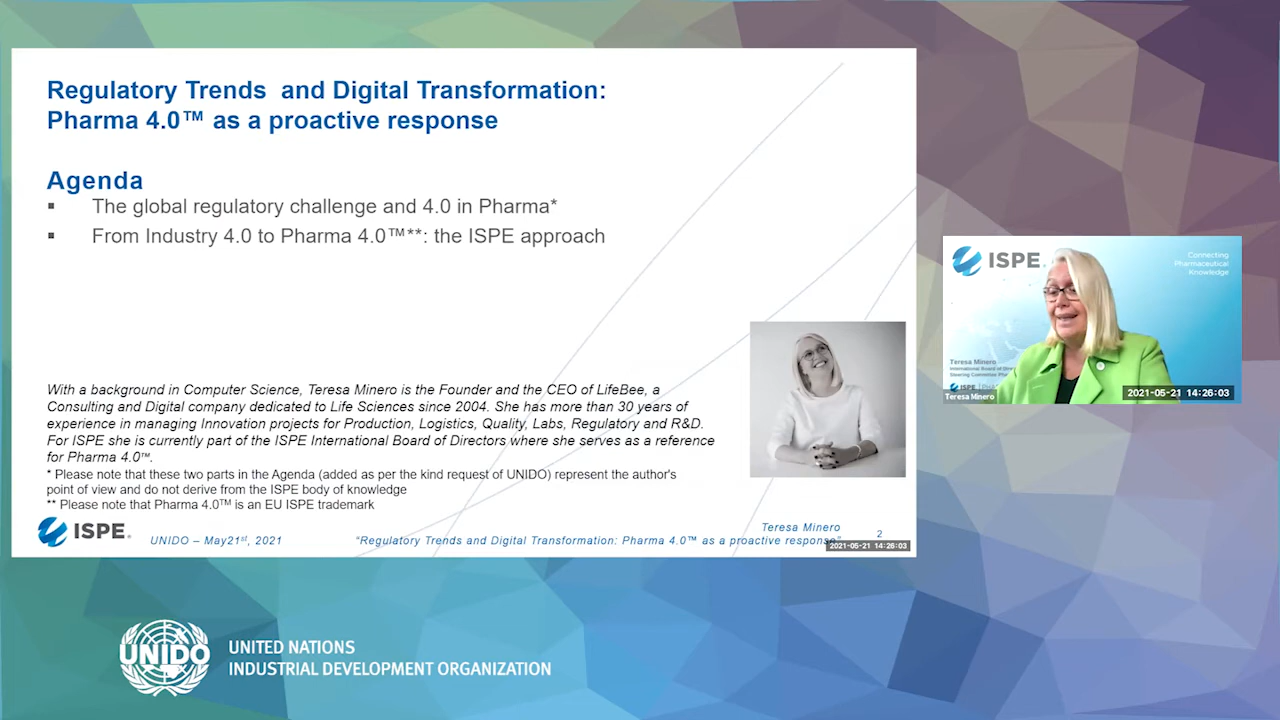 Regulatory Trends and Digital Transformation:
Pharma 4.0™ as a proactive response
Agenda
▪ The global regulatory challenge and 4.0 in Pharma*
▪ From Industry 4.0 to Pharma 4.0™**: the ISPE approach
With a background in Computer Science, Teresa Minero is the Founder and the CEO of LifeBee, a
Consulting and Digital company dedicated to Life Sciences since 2004. She has more than 30 years of
experience in managing Innovation projects for Production, Logistics, Quality, Labs, Regulatory and R&D.
For ISPE she is currently part of the ISPE International Board of Directors where she serves as a reference
for Pharma 4.0™.
* Please note that these two parts in the Agenda (added as per the kind request of UNIDO) represent the author's
point of view and do not derive from the ISPE body of knowledge
** Please note that Pharma 4.0™ is an EU ISPE trademark
ISPE.
UNIDO – May21st, 2021
Teresa Minero
"Regulatory Trends and Digital Transformation: Pharma 4.0™ as a proactive response"
2
2021-05-21 14:26:03
ISPE.
Connecting
Pharmaceutical
Knowledge
Teresa Minero
International Board of
Steering Committee
ISPE
Teresa Minero
2021-05-21 14:26:03
UNIDO
UNITED NATIONS
INDUSTRIAL DEVELOPMENT ORGANIZATION